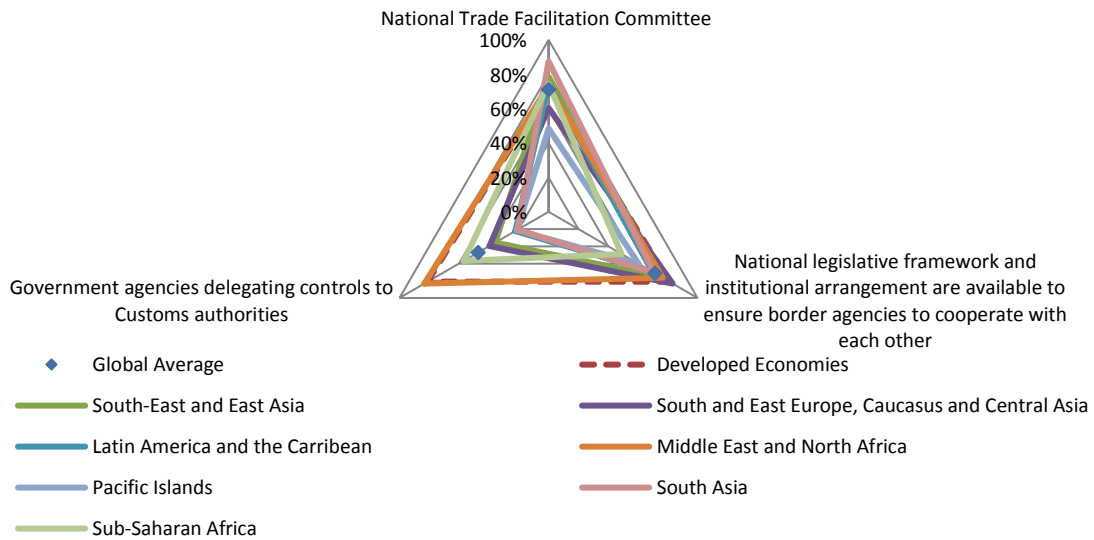 National Trade Facilitation Committee
100%
80%
60%
40%
20%
0%
Government agencies delegating controls to
Customs authorities
National legislative framework and
institutional arrangement are available to
ensure border agencies to cooperate with
each other
Global Average
Developed Economies
South-East and East Asia
South and East Europe, Caucasus and Central Asia
Latin America and the Carribean
Middle East and North Africa
Pacific Islands
South Asia
Sub-Saharan Africa